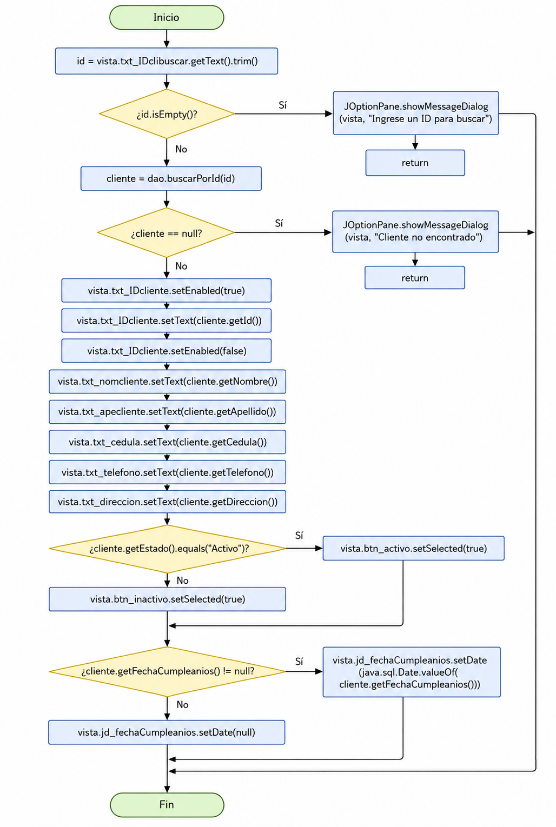 Inicio
id = vista.txt_IDclibuscar.getText().trim()
¿id.isEmpty()?
Sí
JOptionPane.showMessageDialog
(vista, "Ingrese un ID para buscar")
return
No
cliente = dao.buscarPorId(id)
¿cliente == null?
Sí
JOptionPane.showMessageDialog
(vista, "Cliente no encontrado")
return
No
vista.txt_IDcliente.setEnabled(true)
vista.txt_IDcliente.setText(cliente.getId())
vista.txt_IDcliente.setEnabled(false)
vista.txt_nomcliente.setText(cliente.getNombre())
vista.txt_apecliente.setText(cliente.getApellido())
vista.txt_cedula.setText(cliente.getCedula())
vista.txt_telefono.setText(cliente.getTelefono())
vista.txt_direccion.setText(cliente.getDireccion())
¿cliente.getEstado().equals("Activo")?
Sí
vista.btn_activo.setSelected(true)
No
vista.btn_inactivo.setSelected(true)
¿cliente.getFechaCumpleanios() != null?
Sí
vista.jd_fechaCumpleanios.setDate
(java.sql.Date.valueOf(
cliente.getFechaCumpleanios()))
No
vista.jd_fechaCumpleanios.setDate(null)
Fin